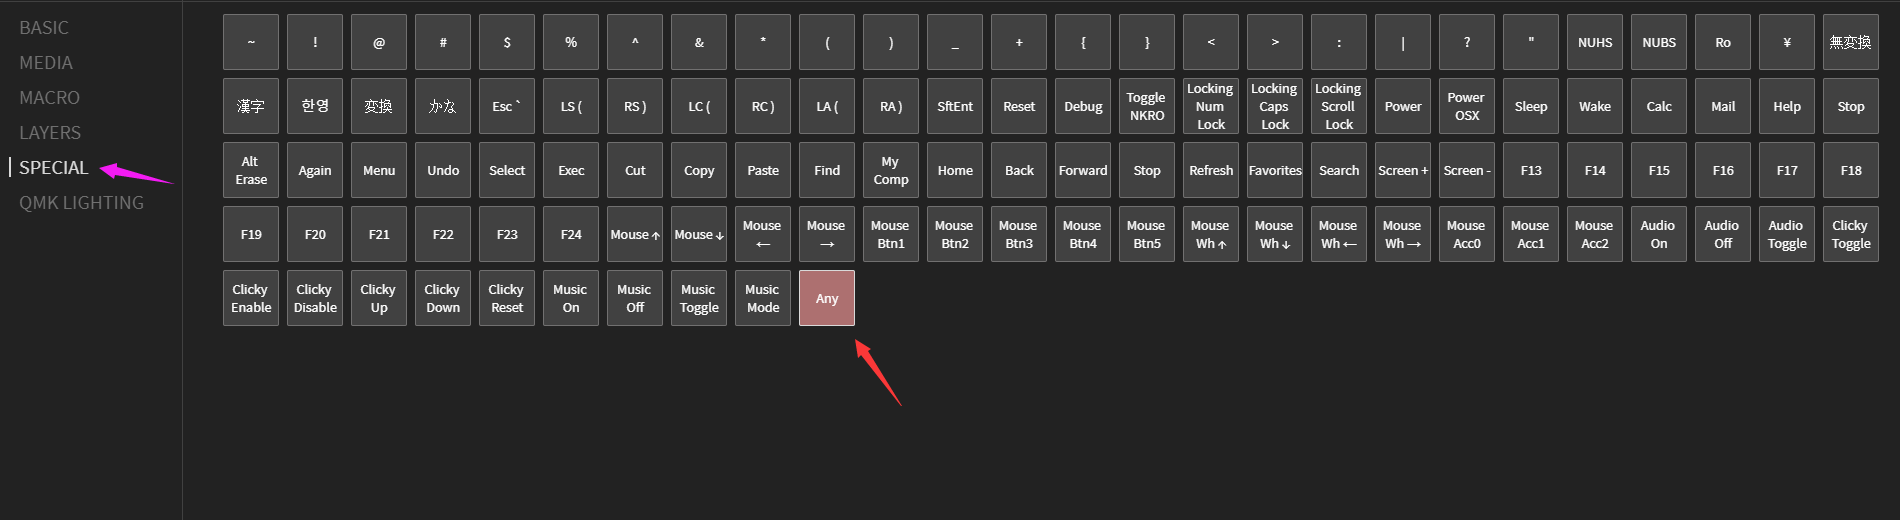 BASIC
MEDIA
MACRO
LAYERS
SPECIAL
QMK LIGHTING
~ ! @ # $ % ^ & * ( ) _ + { } < > : | ? " NUHS NUBS Ro ¥ 無変換
漢字 한영 変換 かな Esc ` LS ( RS ) LC ( RC ) LA ( RA ) SftEnt Reset Debug Toggle NKRO Locking Num Lock Locking Caps Lock Locking Scroll Lock Power Power OSX Sleep Wake Calc Mail Help Stop
Alt Erase Again Menu Undo Select Exec Cut Copy Paste Find My Comp Home Back Forward Stop Refresh Favorites Search Screen + Screen - F13 F14 F15 F16 F17 F18
F19 F20 F21 F22 F23 F24 Mouse ↑ Mouse ↓ Mouse ← Mouse → Mouse Btn1 Mouse Btn2 Mouse Btn3 Mouse Btn4 Mouse Btn5 Mouse Wh ↑ Mouse Wh ↓ Mouse Wh ← Mouse Wh → Mouse Acc0 Mouse Acc1 Mouse Acc2 Audio On Audio Off Audio Toggle Clicky Toggle
Clicky Enable Clicky Disable Clicky Up Clicky Down Clicky Reset Music On Music Off Music Toggle Music Mode Any